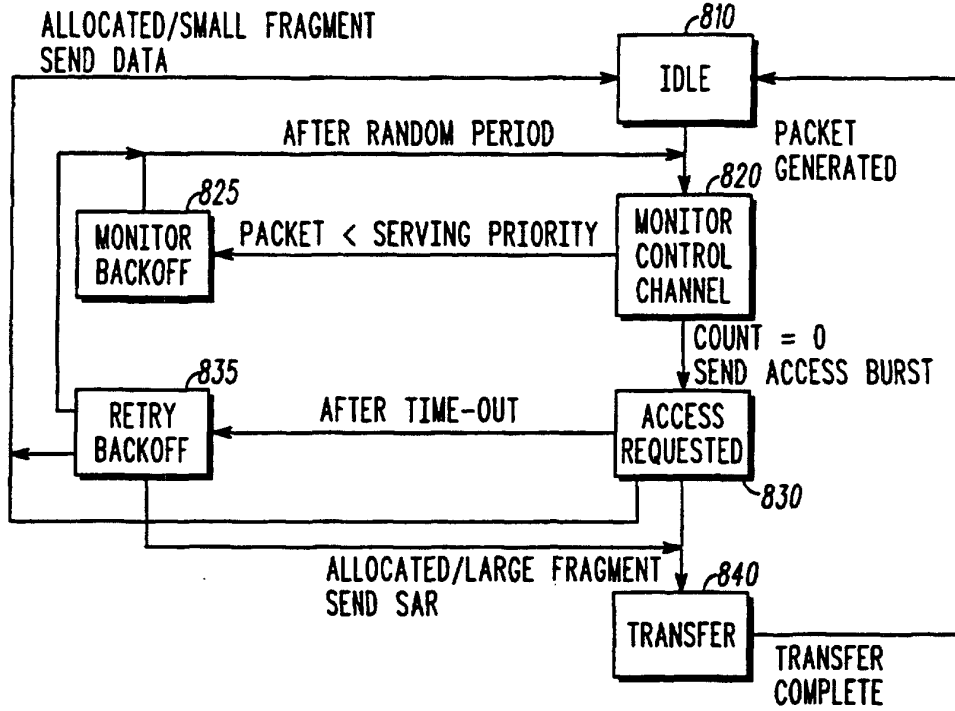 ALLOCATED/SMALL FRAGMENT
SEND DATA
810
IDLE
AFTER RANDOM PERIOD
PACKET
GENERATED
825
820
MONITOR
BACKOFF
PACKET < SERVING PRIORITY
MONITOR
CONTROL
CHANNEL
COUNT = 0
SEND ACCESS BURST
835
RETRY
BACKOFF
AFTER TIME-OUT
ACCESS
REQUESTED
830
ALLOCATED/LARGE FRAGMENT
SEND SAR
840
TRANSFER
TRANSFER
COMPLETE